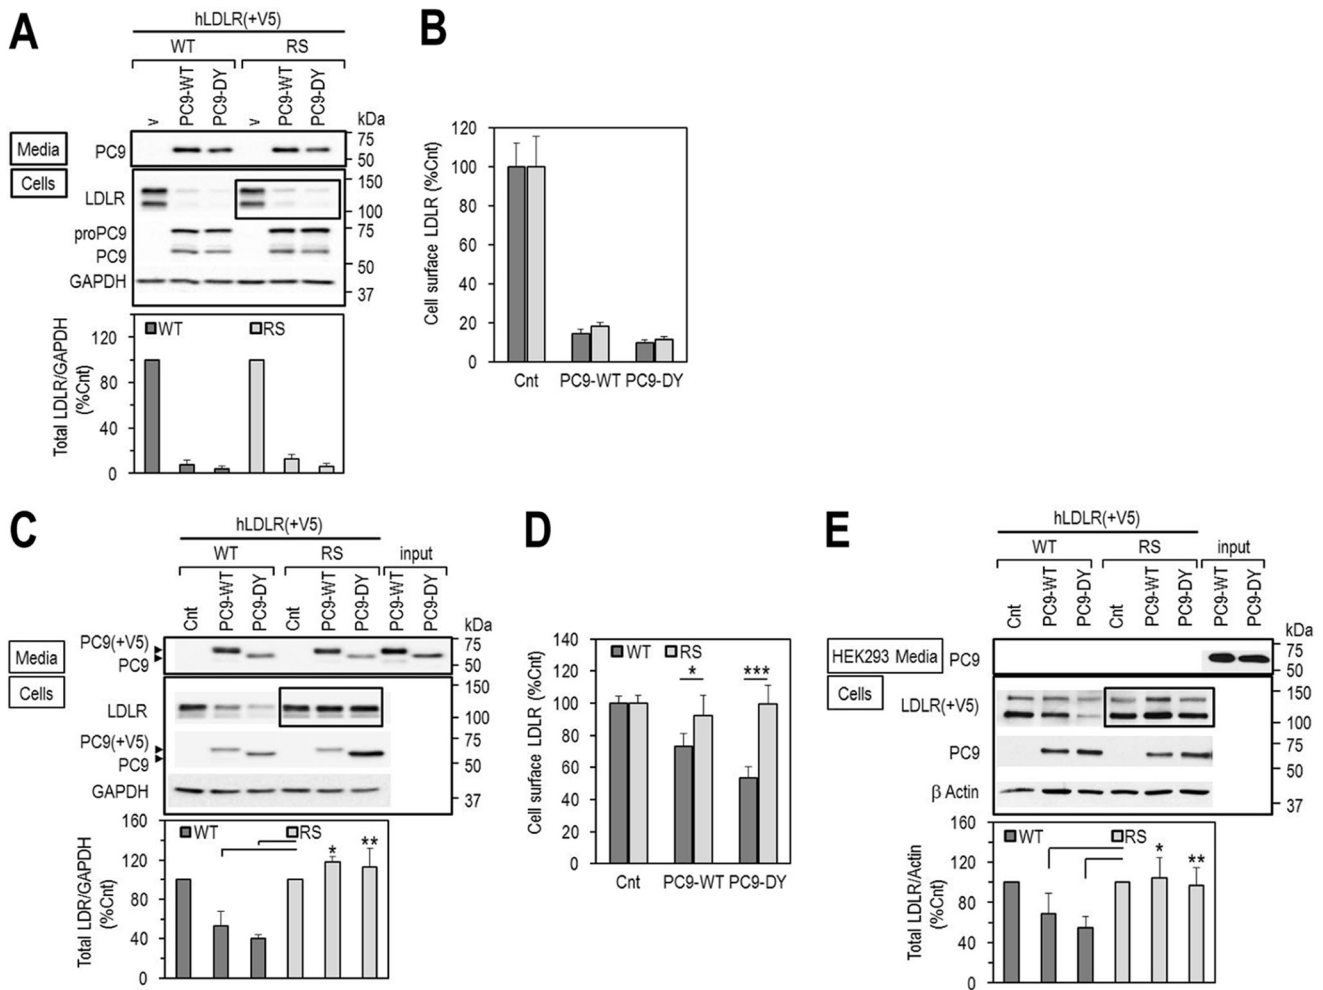 A
hLDLR(+V5)
WT RS
v PC9-WT PC9-DY v PC9-WT PC9-DY
kDa
Media PC9 75
50
Cells LDLR 150
100
proPC9 75
PC9 50
GAPDH 37
Total LDLR/GAPDH
(%Cnt)
WT RS
120
80
40
0
B
Cell surface LDLR (%Cnt)
120
100
80
60
40
20
0
Cnt PC9-WT PC9-DY
C
hLDLR(+V5)
WT RS input
Cnt PC9-WT PC9-DY Cnt PC9-WT PC9-DY PC9-WT PC9-DY
kDa
Media PC9(+V5) 75
PC9 50
Cells LDLR 150
100
PC9(+V5) 75
PC9 50
GAPDH 37
Total LDR/GAPDH
(%Cnt)
WT RS
* **
160
120
80
40
0
D
Cell surface LDLR (%Cnt)
WT RS
* ***
140
120
100
80
60
40
20
0
Cnt PC9-WT PC9-DY
E
hLDLR(+V5)
WT RS input
Cnt PC9-WT PC9-DY Cnt PC9-WT PC9-DY PC9-WT PC9-DY
kDa
HEK293 Media PC9 75
50
Cells LDLR(+V5) 150
100
PC9 75
50
β Actin 37
Total LDLR/Actin
(%Cnt)
WT RS
* **
160
120
80
40
0